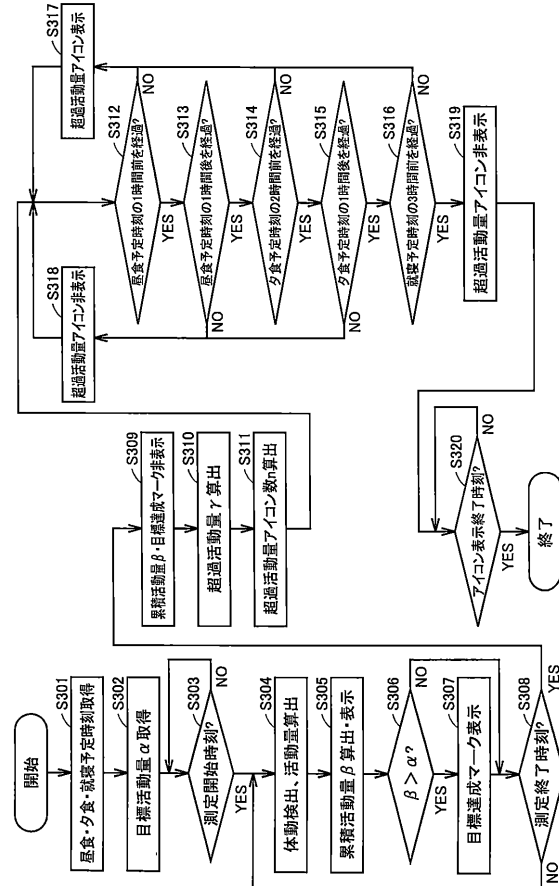 開始
S301
昼食・夕食・就寝予定時刻取得
S302
目標活動量α取得
S303
測定開始時刻?
NO
YES
S304
体動検出、活動量算出
S305
累積活動量β算出・表示
S306
β＞α?
NO
YES
S307
目標達成マーク表示
S308
測定終了時刻?
NO
YES
S309
累積活動量β・目標達成マーク非表示
S310
超過活動量γ算出
S311
超過活動量アイコン数n算出
S318
超過活動量アイコン非表示
S317
超過活動量アイコン表示
S312
昼食予定時刻の1時間前を経過?
NO
YES
S313
昼食予定時刻の1時間後を経過?
NO
YES
S314
夕食予定時刻の2時間前を経過?
NO
YES
S315
夕食予定時刻の1時間後を経過?
NO
YES
S316
就寝予定時刻の3時間前を経過?
NO
YES
S319
超過活動量アイコン非表示
S320
アイコン表示終了時刻?
NO
YES
終了